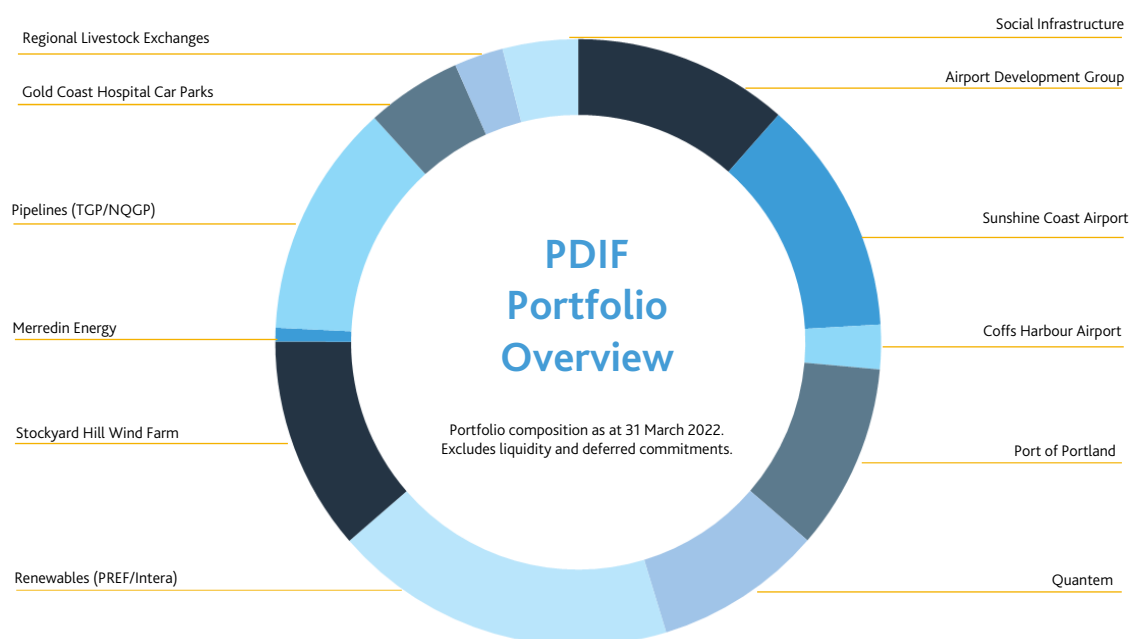 Social Infrastructure
Regional Livestock Exchanges
Airport Development Group
Gold Coast Hospital Car Parks
Pipelines (TGP/NQGP)
Sunshine Coast Airport
PDIF
Portfolio
Overview
Merredin Energy
Coffs Harbour Airport
Stockyard Hill Wind Farm
Portfolio composition as at 31 March 2022.
Excludes liquidity and deferred commitments.
Port of Portland
Renewables (PREF/Intera)
Quantem